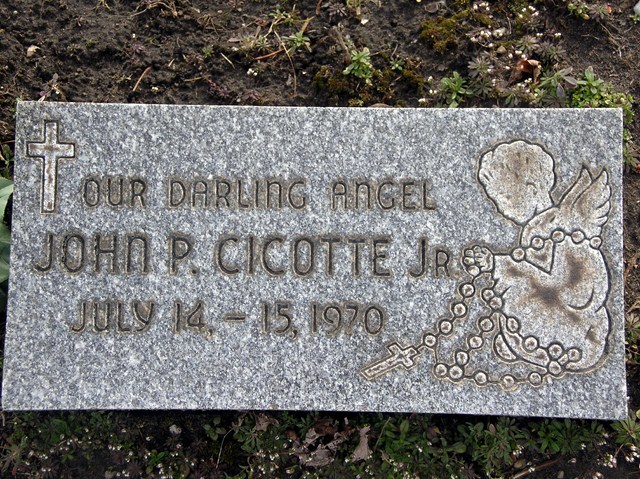 OUR DARLING ANGEL
JOHN P. CICOTTE JR.
JULY 14, - 15, 1970